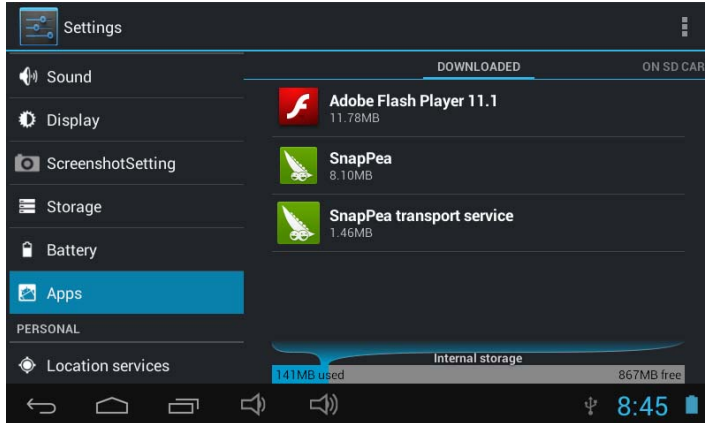 Settings
Sound
Display
ScreenshotSetting
Storage
Battery
Apps
PERSONAL
Location services
DOWNLOADED
ON SD CAR
Adobe Flash Player 11.1
11.78MB
SnapPea
8.10MB
SnapPea transport service
1.46MB
Internal storage
141MB used
867MB free
8:45